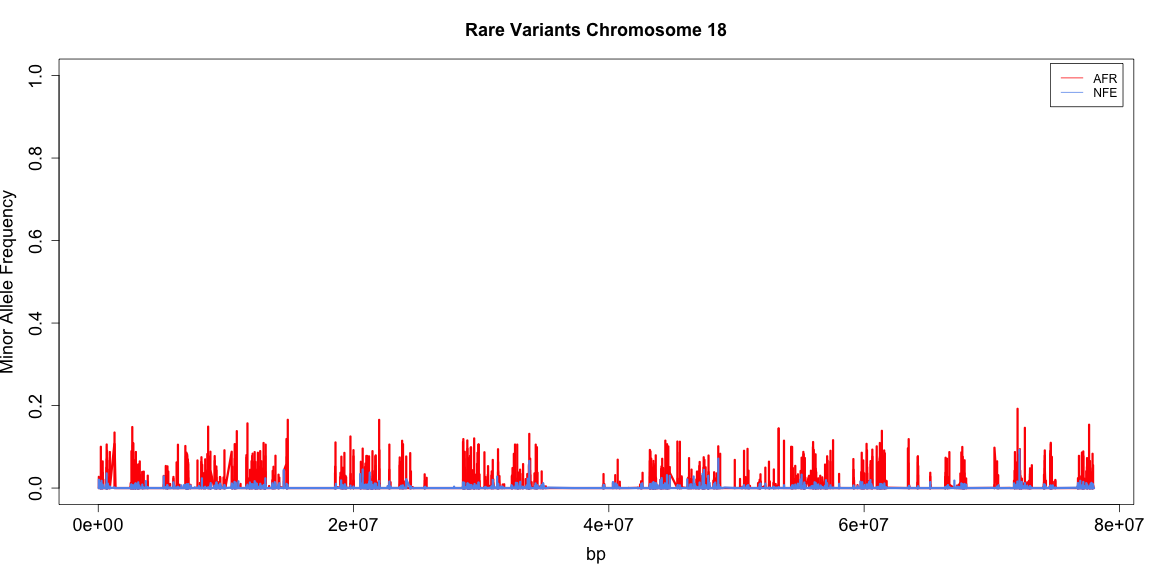 Rare Variants Chromosome 18
AFR
NFE
Minor Allele Frequency
1.0
0.8
0.6
0.4
0.2
0.0
0e+00
2e+07
4e+07
6e+07
8e+07
bp